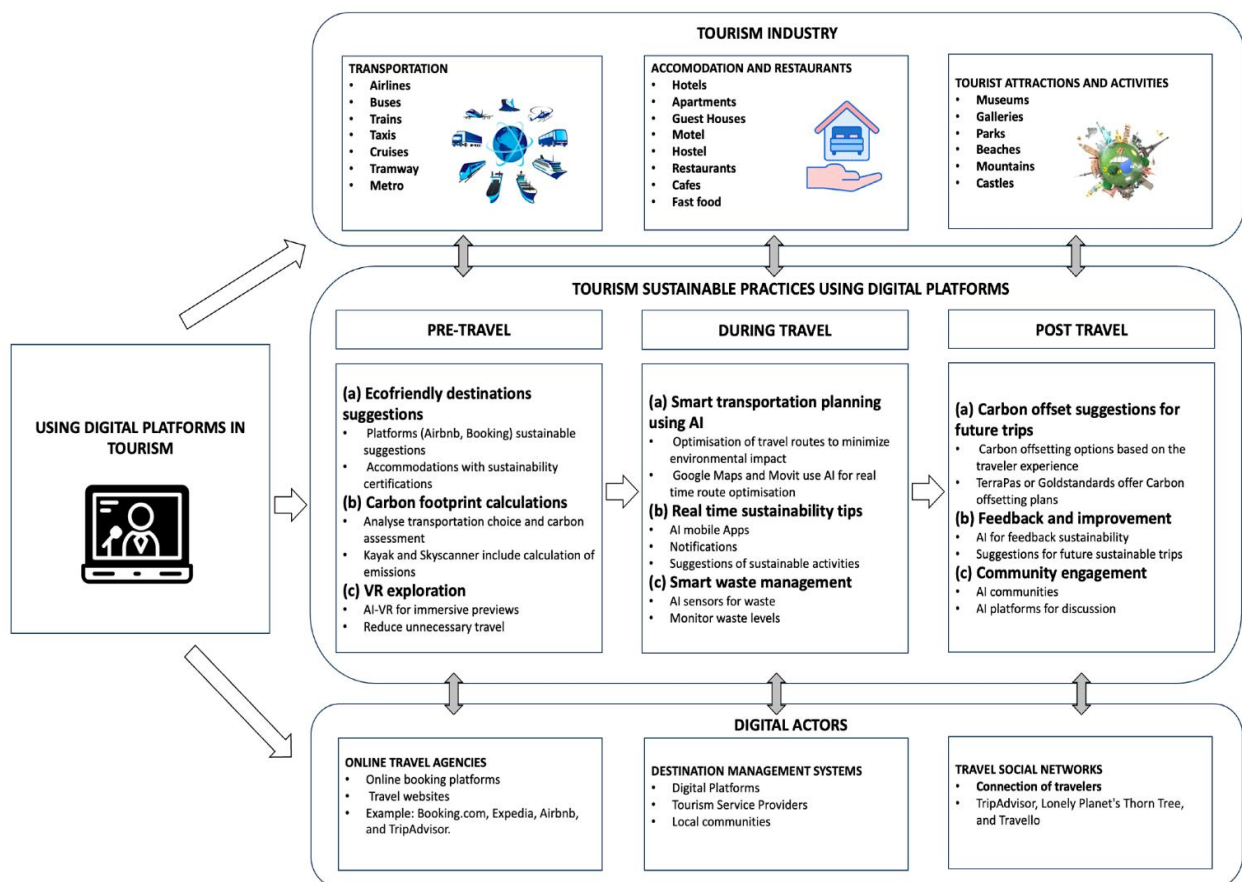 TOURISM INDUSTRY
TRANSPORTATION
• Airlines
• Buses
• Trains
• Taxis
• Cruises
• Tramway
• Metro
ACCOMODATION AND RESTAURANTS
• Hotels
• Apartments
• Guest Houses
• Motel
• Hostel
• Restaurants
• Cafes
• Fast food
TOURIST ATTRACTIONS AND ACTIVITIES
• Museums
• Galleries
• Parks
• Beaches
• Mountains
• Castles
USING DIGITAL PLATFORMS IN
TOURISM
TOURISM SUSTAINABLE PRACTICES USING DIGITAL PLATFORMS
PRE-TRAVEL
(a) Ecofriendly destinations
suggestions
• Platforms (Airbnb, Booking) sustainable
suggestions
• Accommodations with sustainability
certifications
(b) Carbon footprint calculations
• Analyse transportation choice and carbon
assessment
• Kayak and Skyscanner include calculation of
emissions
(c) VR exploration
• AI-VR for immersive previews
• Reduce unnecessary travel
DURING TRAVEL
(a) Smart transportation planning
using AI
• Optimisation of travel routes to minimize
environmental impact
• Google Maps and Movit use AI for real
time route optimisation
(b) Real time sustainability tips
• AI mobile Apps
• Notifications
• Suggestions of sustainable activities
(c) Smart waste management
• AI sensors for waste
• Monitor waste levels
POST TRAVEL
(a) Carbon offset suggestions for
future trips
• Carbon offsetting options based on the
traveler experience
• TerraPas or Goldstandards offer Carbon
offsetting plans
(b) Feedback and improvement
• AI for feedback sustainability
• Suggestions for future sustainable trips
(c) Community engagement
• AI communities
• AI platforms for discussion
DIGITAL ACTORS
ONLINE TRAVEL AGENCIES
• Online booking platforms
• Travel websites
• Example: Booking.com, Expedia, Airbnb,
and TripAdvisor.
DESTINATION MANAGEMENT SYSTEMS
• Digital Platforms
• Tourism Service Providers
• Local communities
TRAVEL SOCIAL NETWORKS
• Connection of travelers
• TripAdvisor, Lonely Planet's Thorn Tree,
and Travello